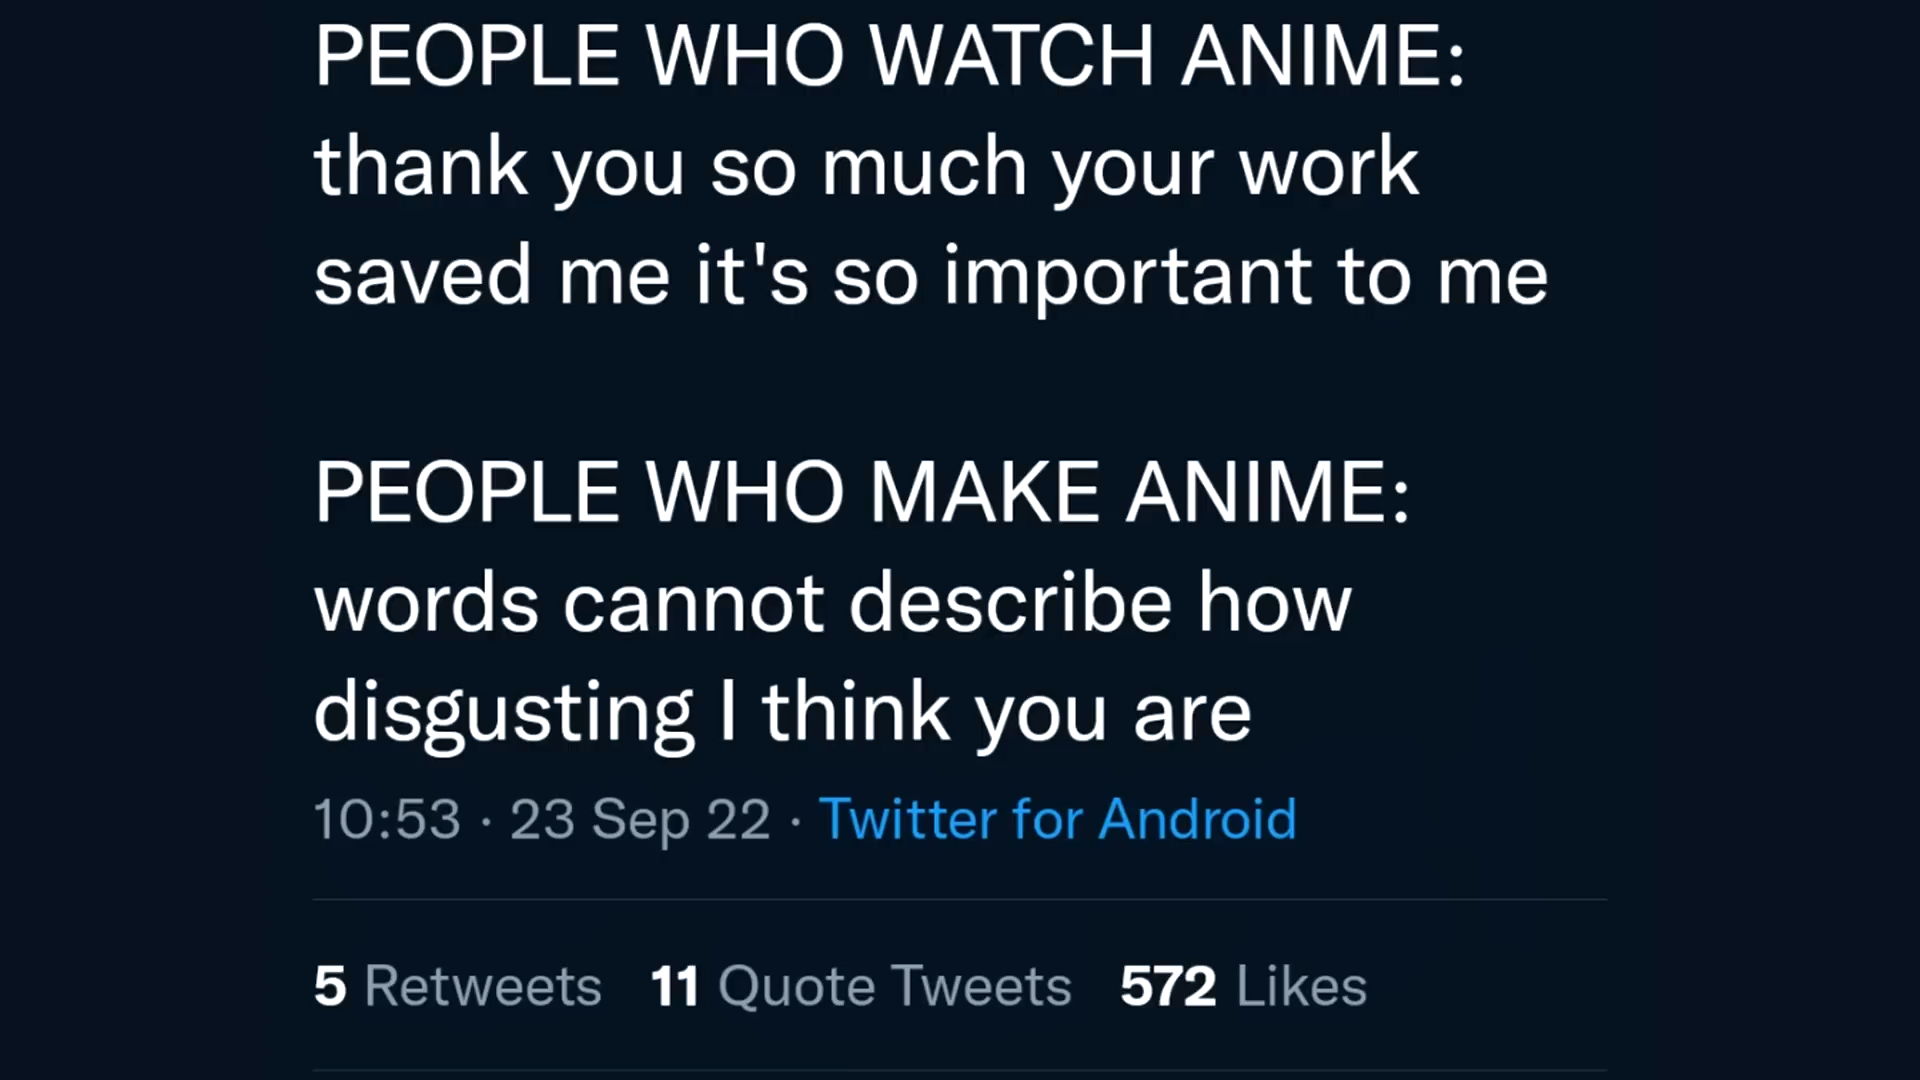 PEOPLE WHO WATCH ANIME:
thank you so much your work
saved me it's so important to me
PEOPLE WHO MAKE ANIME:
words cannot describe how
disgusting I think you are
10:53 · 23 Sep 22 · Twitter for Android
5 Retweets 11 Quote Tweets 572 Likes